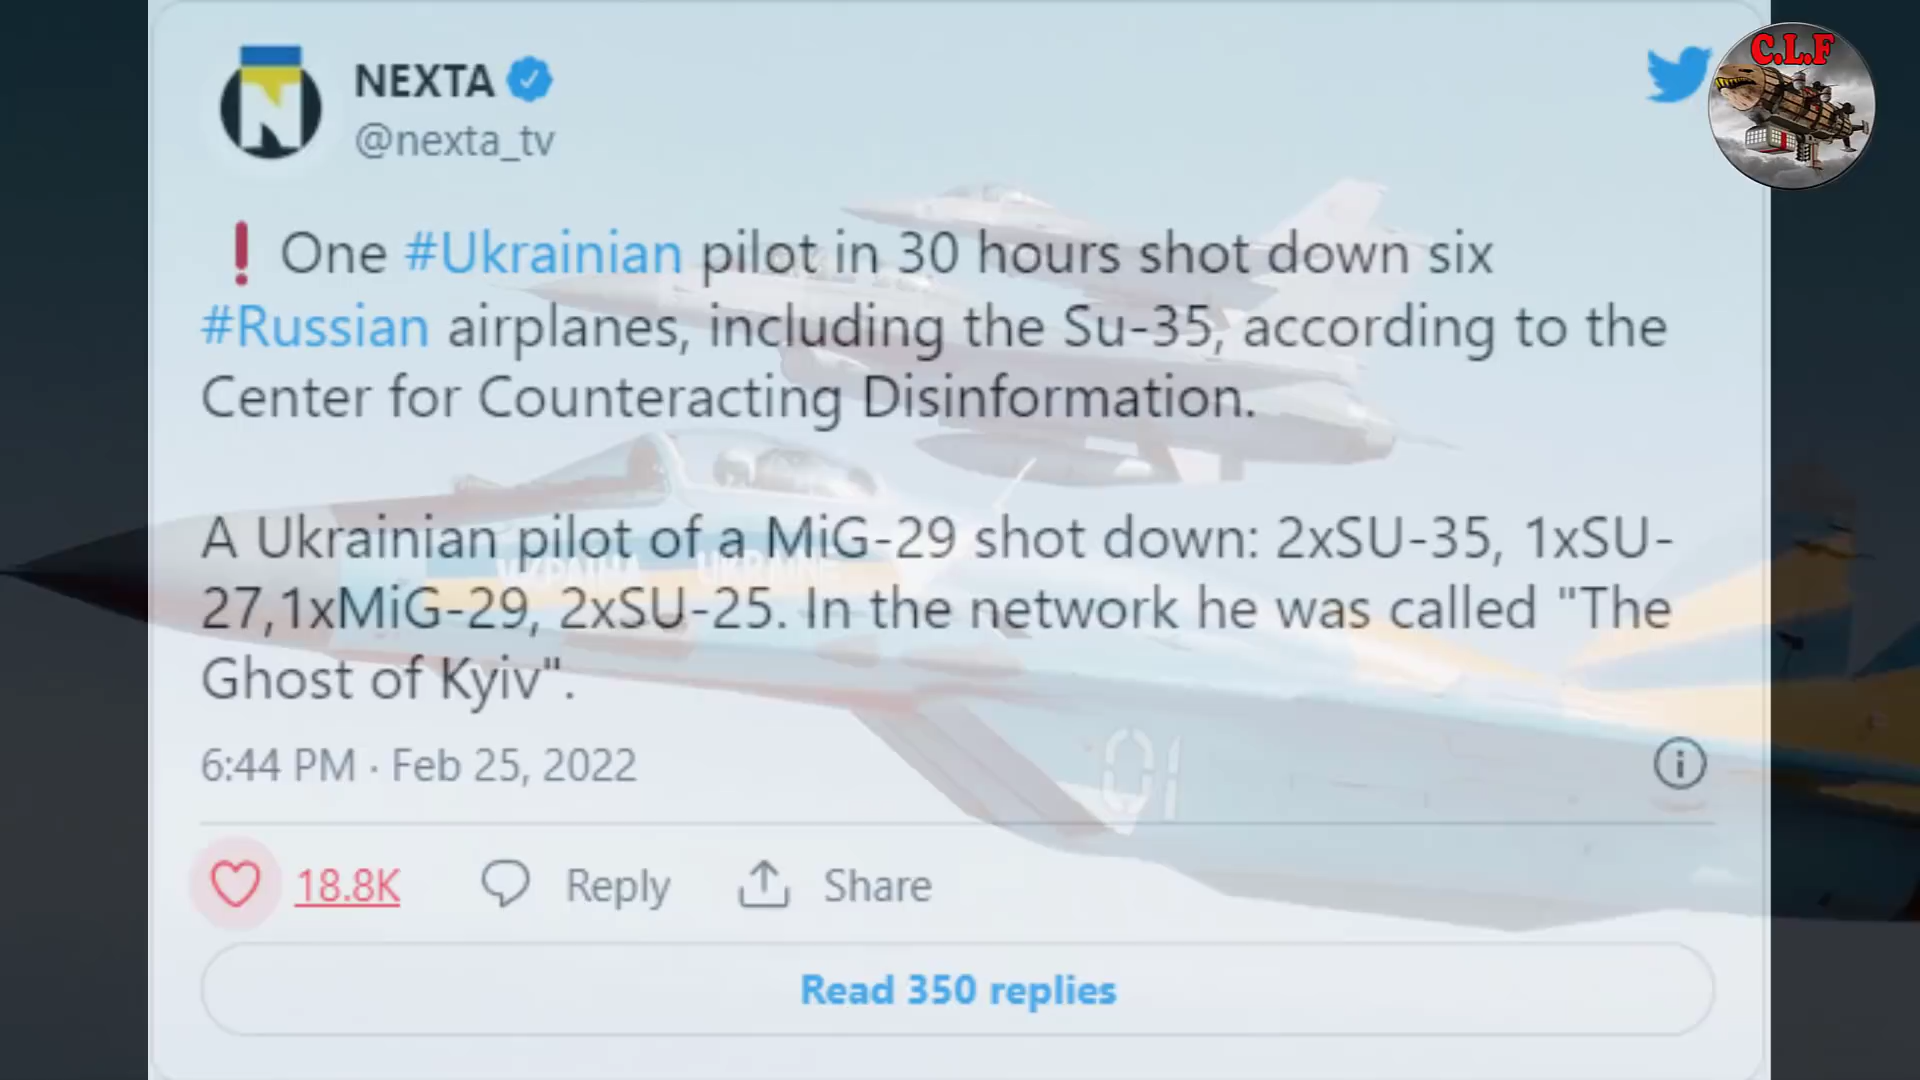 C.L.F
NEXTA
@nexta_tv
❗ One #Ukrainian pilot in 30 hours shot down six
#Russian airplanes, including the Su-35, according to the
Center for Counteracting Disinformation.
A Ukrainian pilot of a MiG-29 shot down: 2xSU-35, 1xSU-
27,1xMiG-29, 2xSU-25. In the network he was called "The
Ghost of Kyiv".
УКРАЇНА UKRAINE
01
6:44 PM · Feb 25, 2022
18.8K Reply Share
Read 350 replies